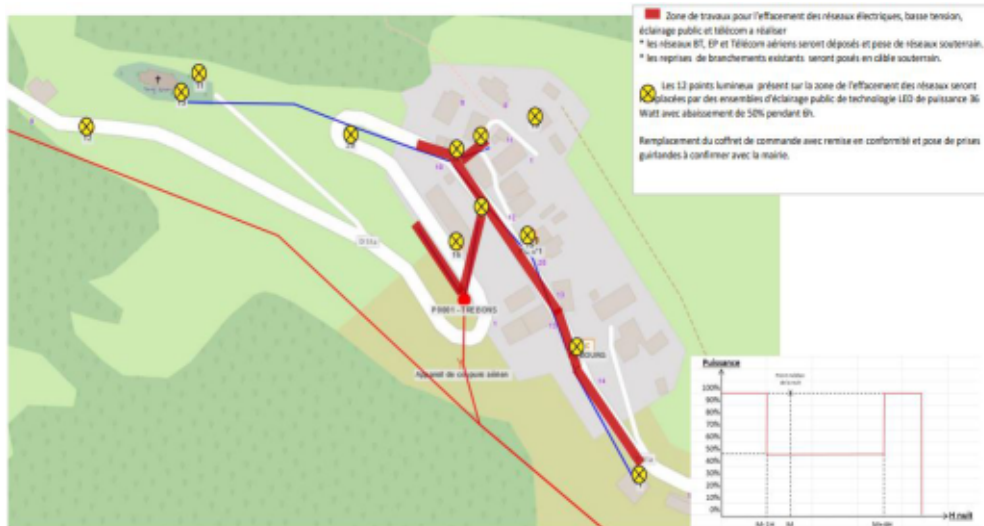 Zone de travaux pour l'effacement des réseaux électriques, basse tension,
éclairage public et télécom a réaliser
* les réseaux BT, EP et Télécom aériens seront déposés et pose de réseaux souterrain.
* les reprises de branchements existants seront posés en câble souterrain.
Les 12 points lumineux présent sur la zone de l'effacement des réseaux seront
remplacées par des ensembles d'éclairage public de technologie LED de puissance 36
Watt avec abaissement de 50% pendant 6h.
Remplacement du coffret de commande avec remise en conformité et pose de prises
guirlandes à confirmer avec la mairie.
P0001 - TREBONS
Appareil de coupure aérien
Puissance
100%
90%
80%
70%
60%
50%
40%
30%
20%
10%
0%
H nuit